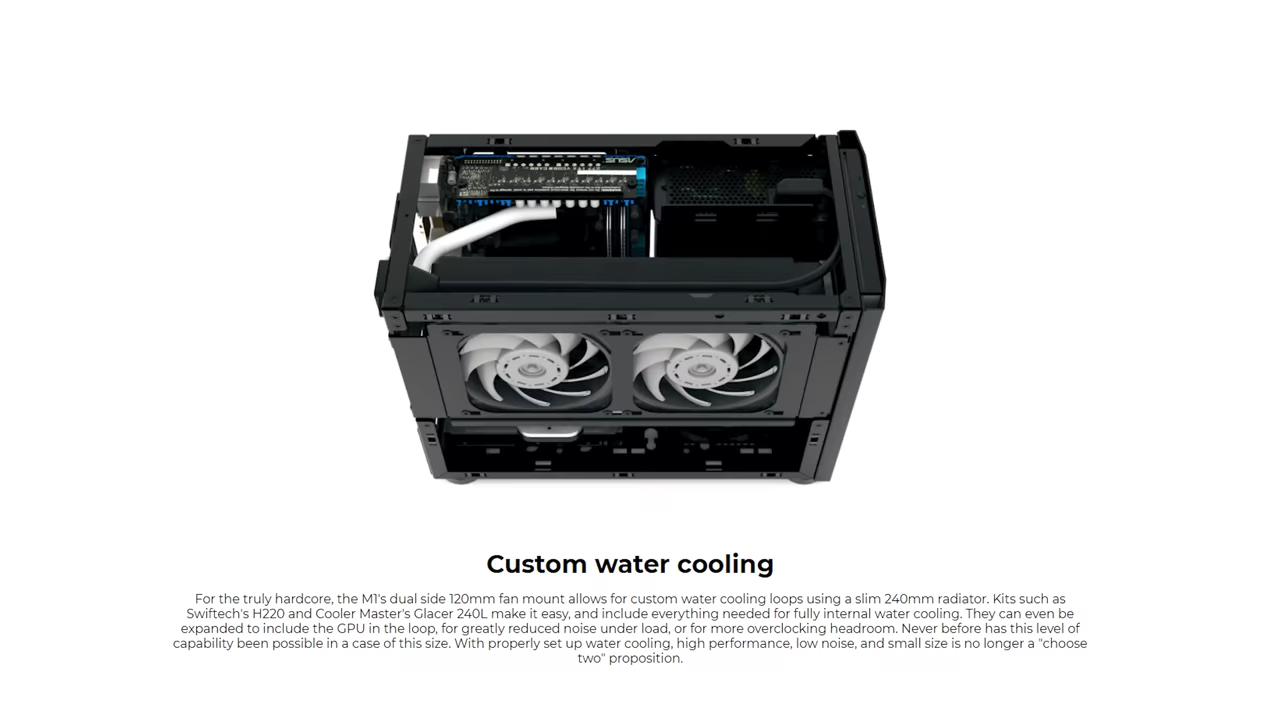 Custom water cooling
For the truly hardcore, the M1's dual side 120mm fan mount allows for custom water cooling loops using a slim 240mm radiator. Kits such as
Swiftech's H220 and Cooler Master's Glacer 240L make it easy, and include everything needed for fully internal water cooling. They can even be
expanded to include the GPU in the loop, for greatly reduced noise under load, or for more overclocking headroom. Never before has this level of
capability been possible in a case of this size. With properly set up water cooling, high performance, low noise, and small size is no longer a "choose
two" proposition.